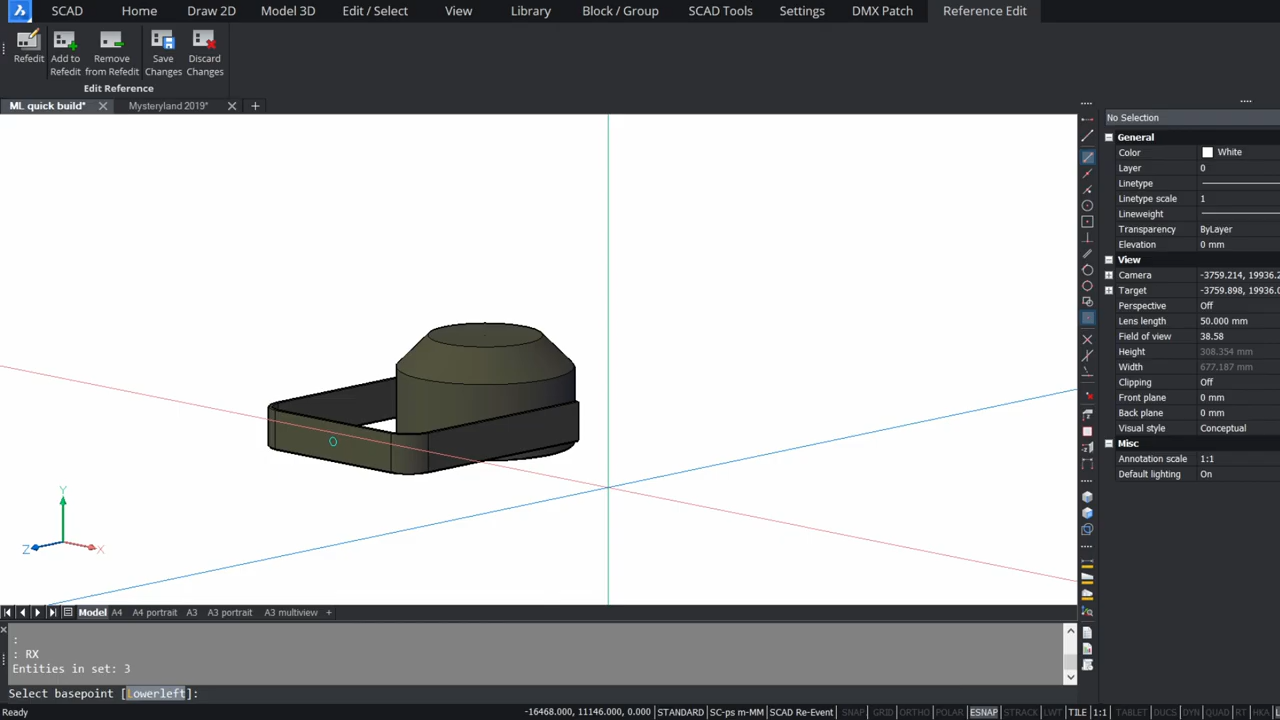 SCAD Home Draw 2D Model 3D Edit / Select View Library Block / Group SCAD Tools Settings DMX Patch Reference Edit
Refedit Add to Refedit Remove from Refedit Save Changes Discard Changes
Edit Reference
ML quick build* Mysteryland 2019* +
No Selection
General
Color White
Layer 0
Linetype
Linetype scale 1
Lineweight
Transparency ByLayer
Elevation 0 mm
View
Camera -3759.214, 19936.2
Target -3759.898, 19936.0
Perspective Off
Lens length 50.000 mm
Field of view 38.58
Height 308.354 mm
Width 677.187 mm
Clipping Off
Front plane 0 mm
Back plane 0 mm
Visual style Conceptual
Misc
Annotation scale 1:1
Default lighting On
Y
Z X
Model A4 A4 portrait A3 A3 portrait A3 multiview +
:
: RX
Entities in set: 3
Select basepoint [Lowerleft]:
Ready -16468.000, 11146.000, 0.000 STANDARD SC-ps m-MM SCAD Re-Event SNAP GRID ORTHO POLAR ESNAP STRACK LWT TILE 1:1 TABLET DUCS DYN QUAD RT HKA